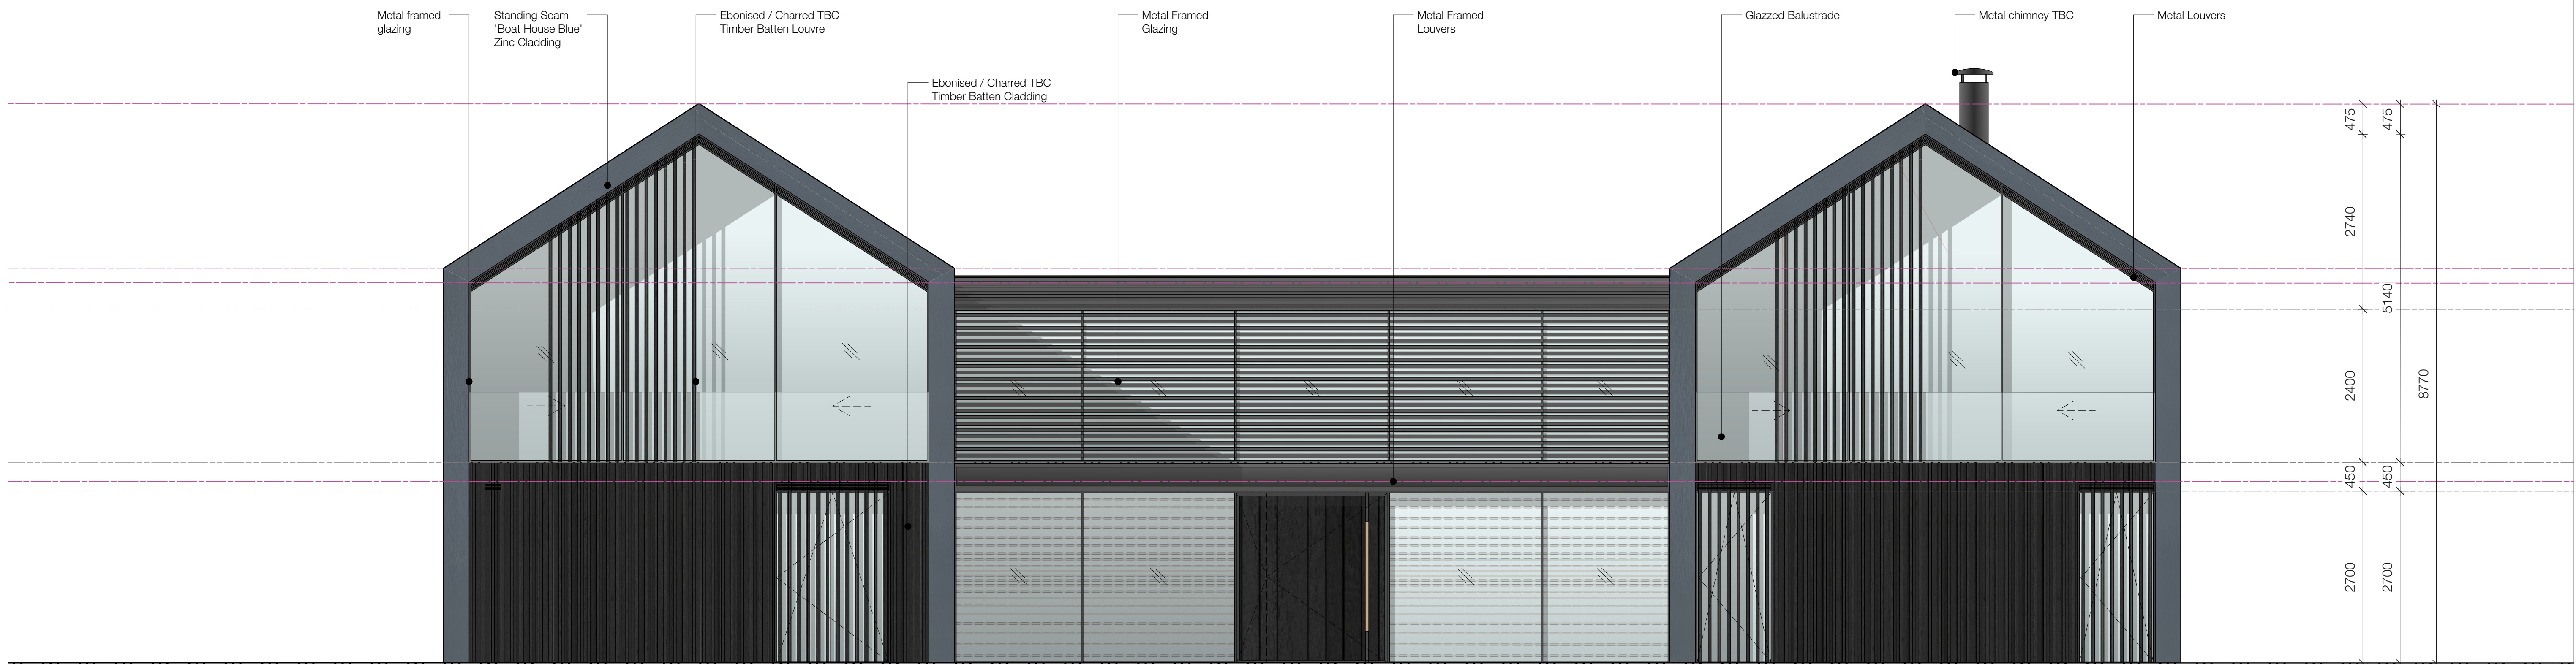 Metal framed
glazing
Standing Seam
'Boat House Blue'
Zinc Cladding
Ebonised / Charred TBC
Timber Batten Louvre
Ebonised / Charred TBC
Timber Batten Cladding
Metal Framed
Glazing
Metal Framed
Louvers
Glazzed Balustrade
Metal chimney TBC
Metal Louvers
475
475
2740
5140
2400
8770
450
450
2700
2700